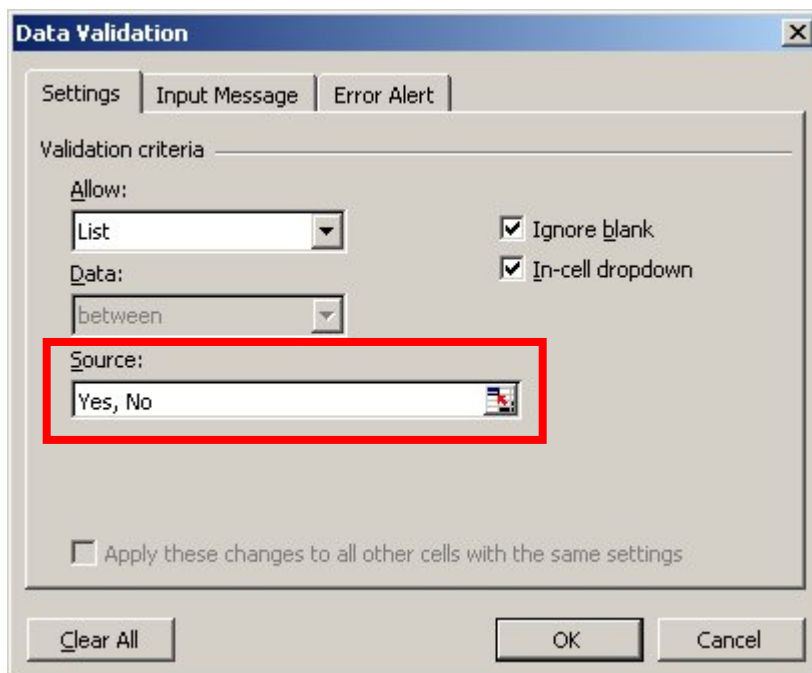 Data Validation
Settings Input Message Error Alert
Validation criteria
Allow:
List
Ignore blank
Data:
In-cell dropdown
between
Source:
Yes, No
Apply these changes to all other cells with the same settings
Clear All OK Cancel